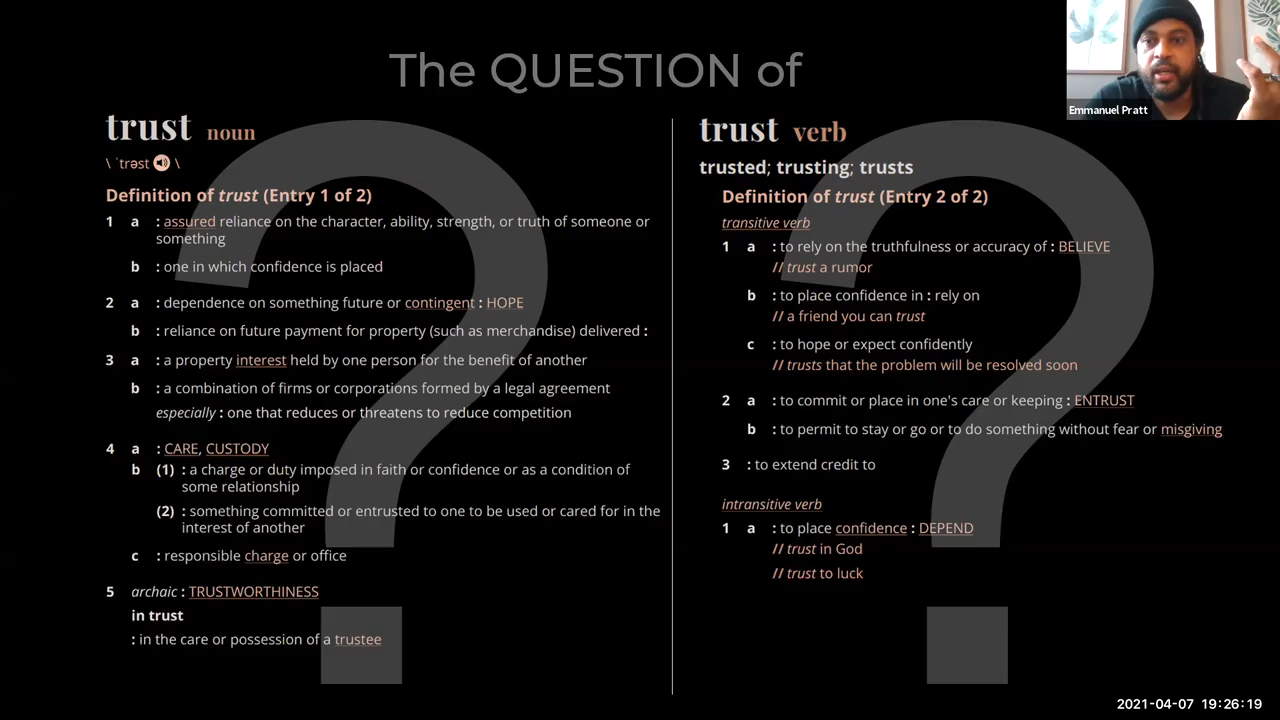 The QUESTION of
Emmanuel Pratt
trust noun
\ ˈtrəst \
Definition of trust (Entry 1 of 2)
1 a : assured reliance on the character, ability, strength, or truth of someone or
something
b : one in which confidence is placed
2 a : dependence on something future or contingent : HOPE
b : reliance on future payment for property (such as merchandise) delivered :
3 a : a property interest held by one person for the benefit of another
b : a combination of firms or corporations formed by a legal agreement
especially : one that reduces or threatens to reduce competition
4 a : CARE, CUSTODY
b (1) : a charge or duty imposed in faith or confidence or as a condition of
some relationship
(2) : something committed or entrusted to one to be used or cared for in the
interest of another
c : responsible charge or office
5 archaic : TRUSTWORTHINESS
in trust
: in the care or possession of a trustee
trust verb
trusted; trusting; trusts
Definition of trust (Entry 2 of 2)
transitive verb
1 a : to rely on the truthfulness or accuracy of : BELIEVE
// trust a rumor
b : to place confidence in : rely on
// a friend you can trust
c : to hope or expect confidently
// trusts that the problem will be resolved soon
2 a : to commit or place in one's care or keeping : ENTRUST
b : to permit to stay or go or to do something without fear or misgiving
3 : to extend credit to
intransitive verb
1 a : to place confidence : DEPEND
// trust in God
// trust to luck
? ?
2021-04-07 19:26:19